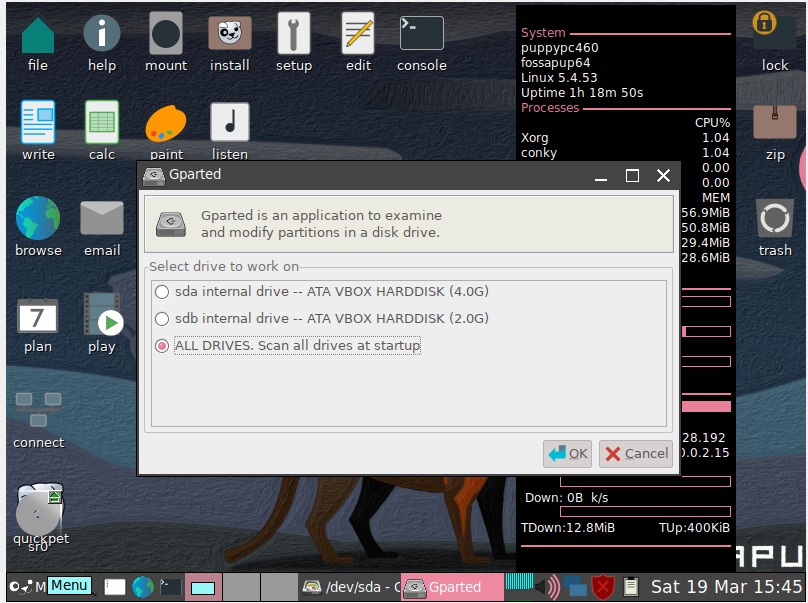 file
help
mount
install
setup
edit
console
write
calc
paint
listen
browse
email
plan
play
connect
quickpet
sr0
lock
zip
trash
System
puppypc460
fossapup64
Linux 5.4.53
Uptime 1h 18m 50s
Processes
CPU%
Xorg 1.04
conky 1.04
0.00
0.00
MEM
56.9MiB
50.8MiB
29.4MiB
28.6MiB
28.192
0.0.2.15
Down: 0B k/s
TDown:12.8MiB TUp:400KiB
Gparted
Gparted is an application to examine
and modify partitions in a disk drive.
Select drive to work on
sda internal drive -- ATA VBOX HARDDISK (4.0G)
sdb internal drive -- ATA VBOX HARDDISK (2.0G)
ALL DRIVES. Scan all drives at startup
OK
Cancel
APU
M
Menu
/dev/sda - G
Gparted
Sat 19 Mar 15:45